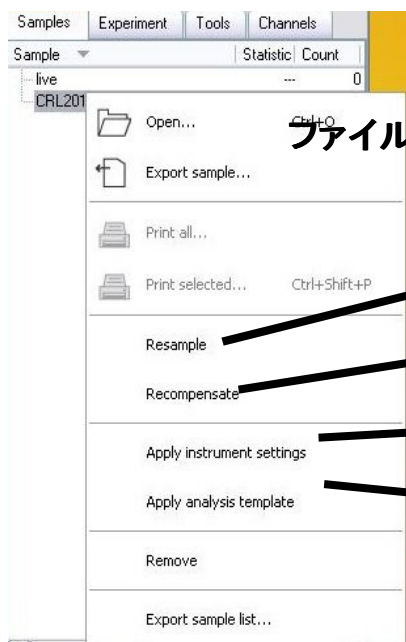 Samples Experiment Tools Channels
Sample Statistic Count
live --- 0
CRL201
Open... Ctrl+O
ファイル
Export sample...
Print all...
Print selected... Ctrl+Shift+P
Resample
Recompensate
Apply instrument settings
Apply analysis template
Remove
Export sample list...